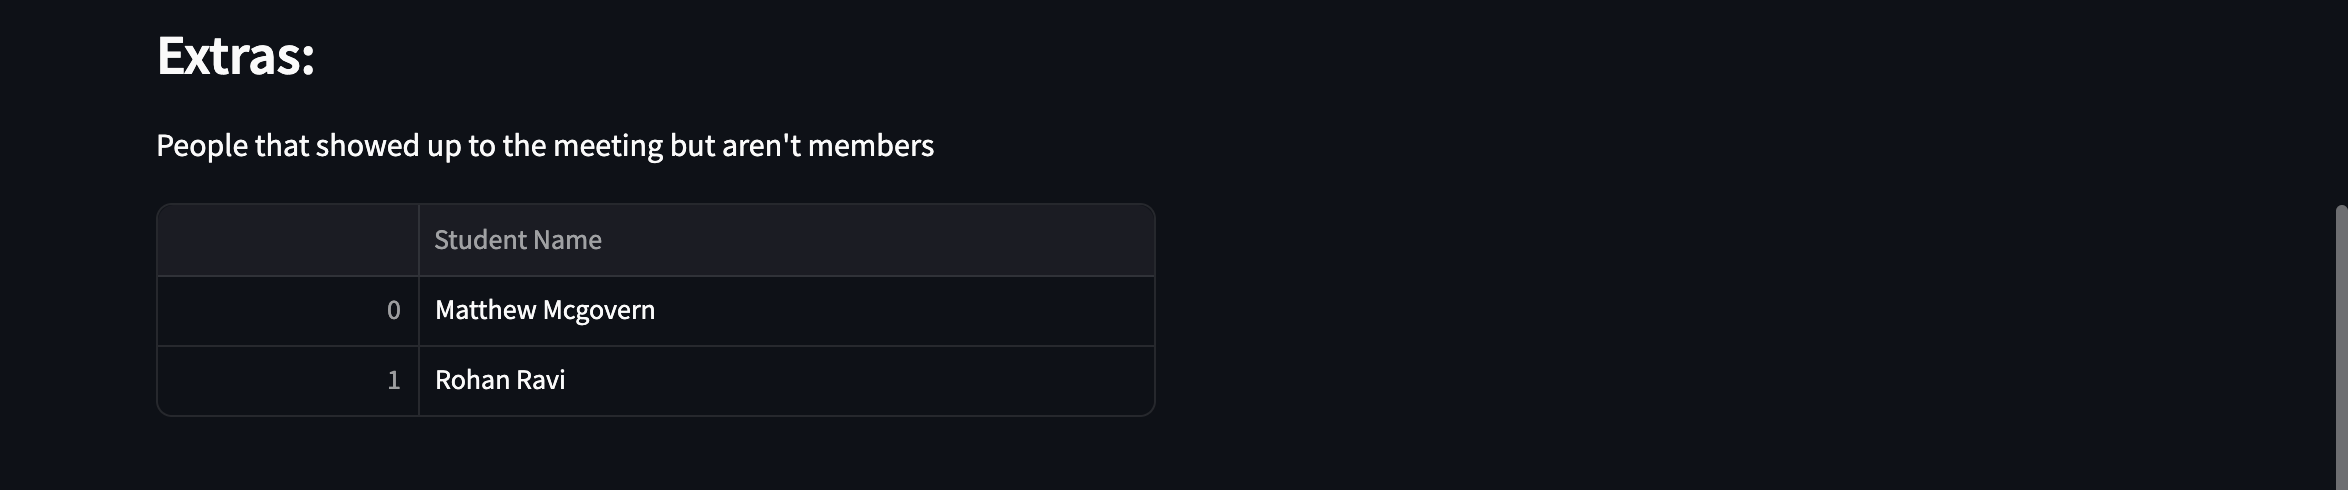 Extras:
People that showed up to the meeting but aren't members
Student Name
0 Matthew Mcgovern
1 Rohan Ravi